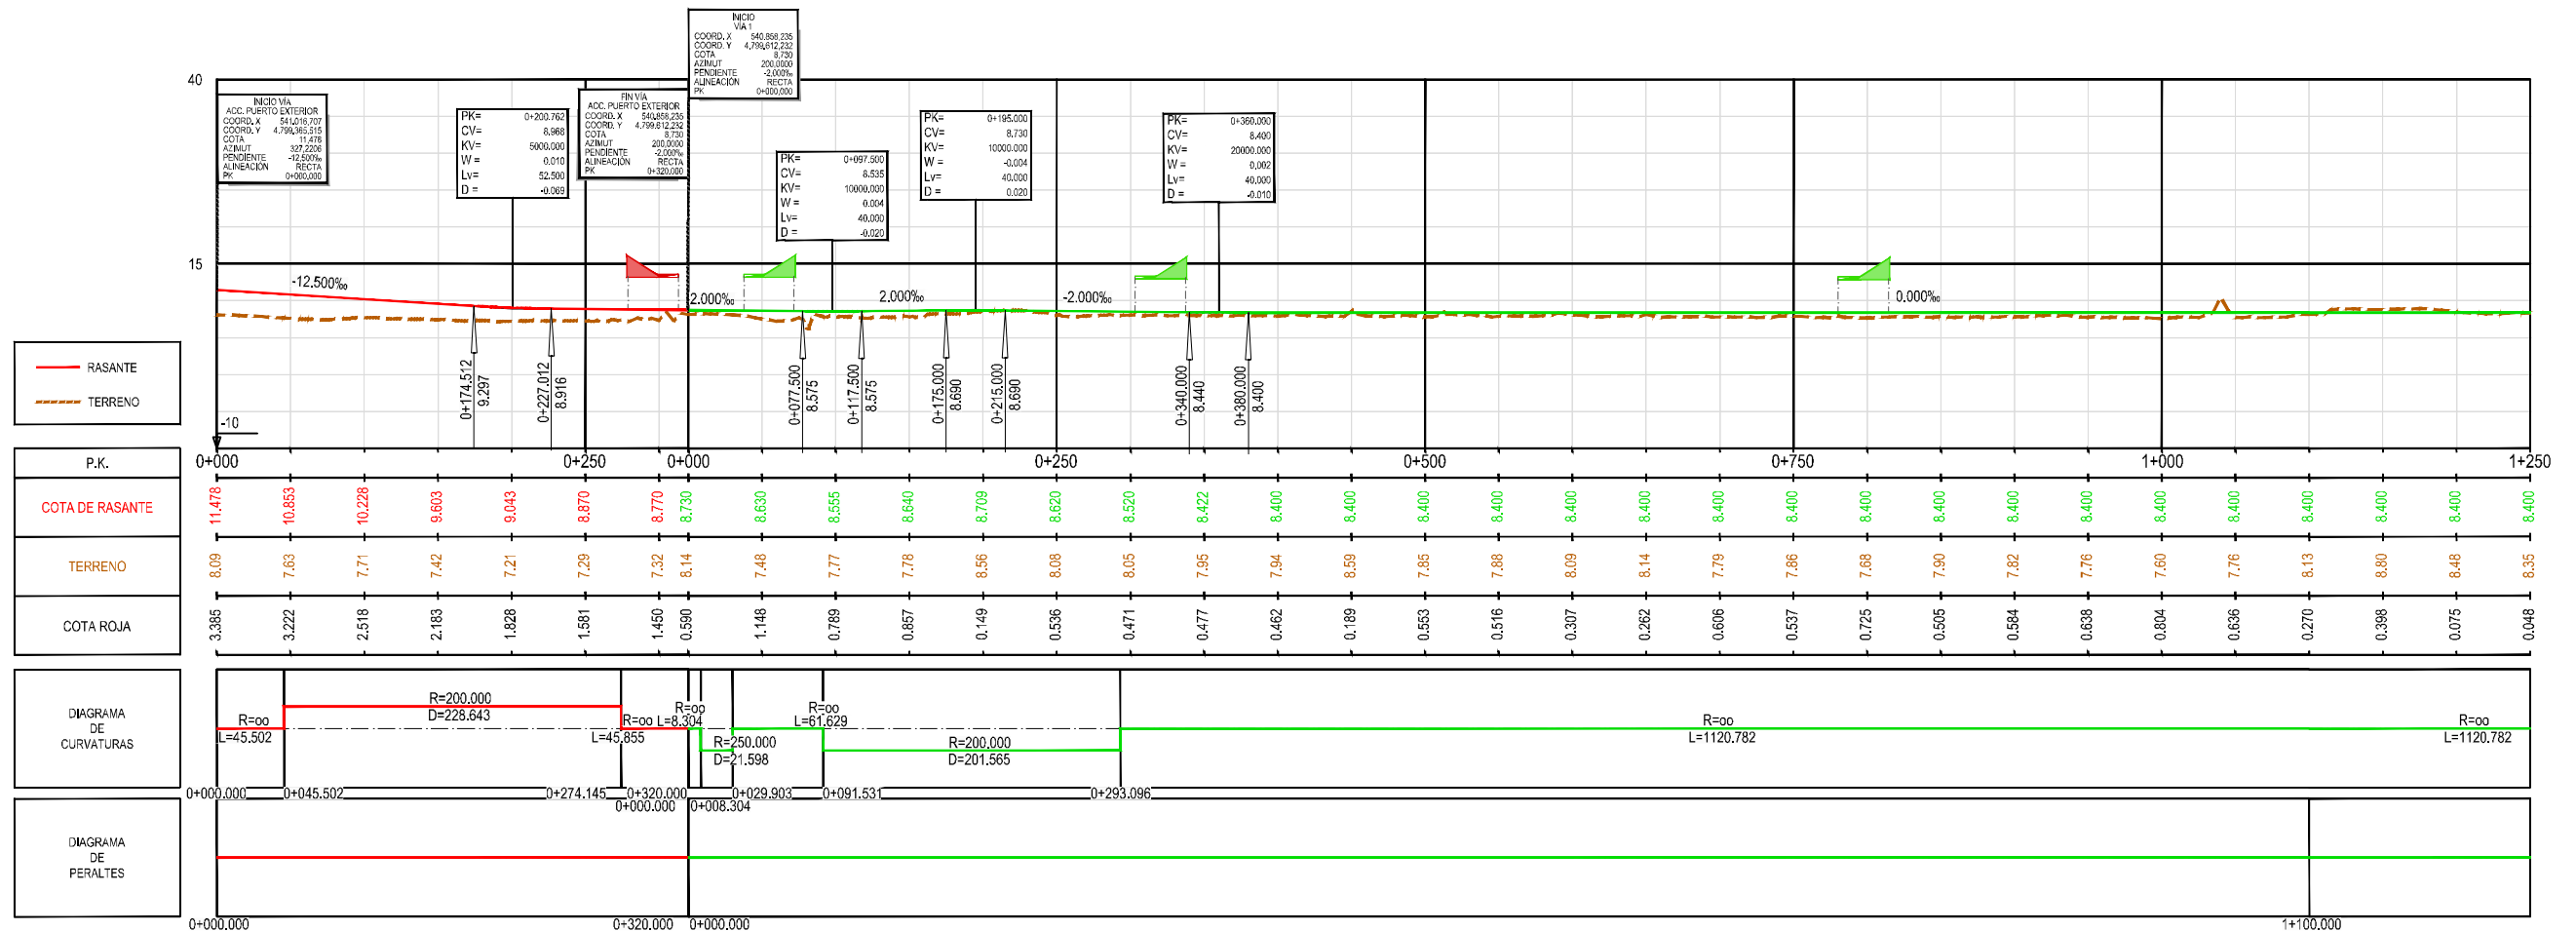 INICIO
VÍA 1
COORD. X 540,858,235
COORD. Y 4,799,612,232
COTA 8,730
AZIMUT 200,0000
PENDIENTE -2,000‰
ALINEACIÓN RECTA
PK 0+000,000
40
INICIO VÍA
ACC. PUERTO EXTERIOR
COORD. X 541,016,707
COORD. Y 4,799,365,515
COTA 11,478
AZIMUT 327,2206
PENDIENTE -12,500‰
ALINEACIÓN RECTA
PK 0+000,000
PK= 0+200.762
CV= 8.968
KV= 5000.000
W = 0.010
Lv= 52.500
D = -0.069
FIN VÍA
ACC. PUERTO EXTERIOR
COORD. X 540,858,235
COORD. Y 4,799,612,232
COTA 8,730
AZIMUT 200,0000
PENDIENTE -2,000‰
ALINEACIÓN RECTA
PK 0+320,000
PK= 0+097.500
CV= 8.535
KV= 10000.000
W = 0.004
Lv= 40.000
D = -0.020
PK= 0+195.000
CV= 8.730
KV= 10000.000
W = -0.004
Lv= 40.000
D = 0.020
PK= 0+360.000
CV= 8.400
KV= 20000.000
W = 0.002
Lv= 40.000
D = -0.010
15
-12.500‰ 2.000‰ 2.000‰ -2.000‰ 0.000‰
RASANTE
TERRENO
0+174.512
9.297
0+227.012
8.916
0+077.500
8.575
0+117.500
8.575
0+175.000
8.690
0+215.000
8.690
0+340.000
8.440
0+380.000
8.400
-10
P.K. 0+000 0+250 0+000 0+250 0+500 0+750 1+000 1+250
COTA DE RASANTE 11.478 10.853 10.228 9.603 9.043 8.870 8.770 8.730 8.630 8.555 8.640 8.709 8.620 8.520 8.422 8.400 8.400 8.400 8.400 8.400 8.400 8.400 8.400 8.400 8.400 8.400 8.400 8.400 8.400 8.400 8.400 8.400 8.400
TERRENO 8.09 7.63 7.71 7.42 7.21 7.29 7.32 8.14 7.48 7.77 7.78 8.56 8.08 8.05 7.95 7.94 8.59 7.85 7.88 8.09 8.14 7.79 7.86 7.68 7.90 7.82 7.76 7.60 7.76 8.13 8.80 8.48 8.35
COTA ROJA 3.385 3.222 2.518 2.183 1.828 1.581 1.450 0.590 1.148 0.789 0.857 0.149 0.536 0.471 0.477 0.462 0.189 0.553 0.516 0.307 0.262 0.606 0.537 0.725 0.505 0.584 0.638 0.804 0.636 0.270 0.398 0.075 0.048
DIAGRAMA
DE
CURVATURAS
R=oo
L=45.502
R=200.000
D=228.643
R=oo
L=45.855
R=oo
L=8.304
R=250.000
D=21.598
R=oo
L=61.629
R=200.000
D=201.565
R=oo
L=1120.782
R=oo
L=1120.782
0+000.000 0+045.502 0+274.145 0+320.000 0+029.903 0+091.531 0+293.096
0+000.000 0+008.304
DIAGRAMA
DE
PERALTES
0+000.000 0+320.000 0+000.000 1+100.000